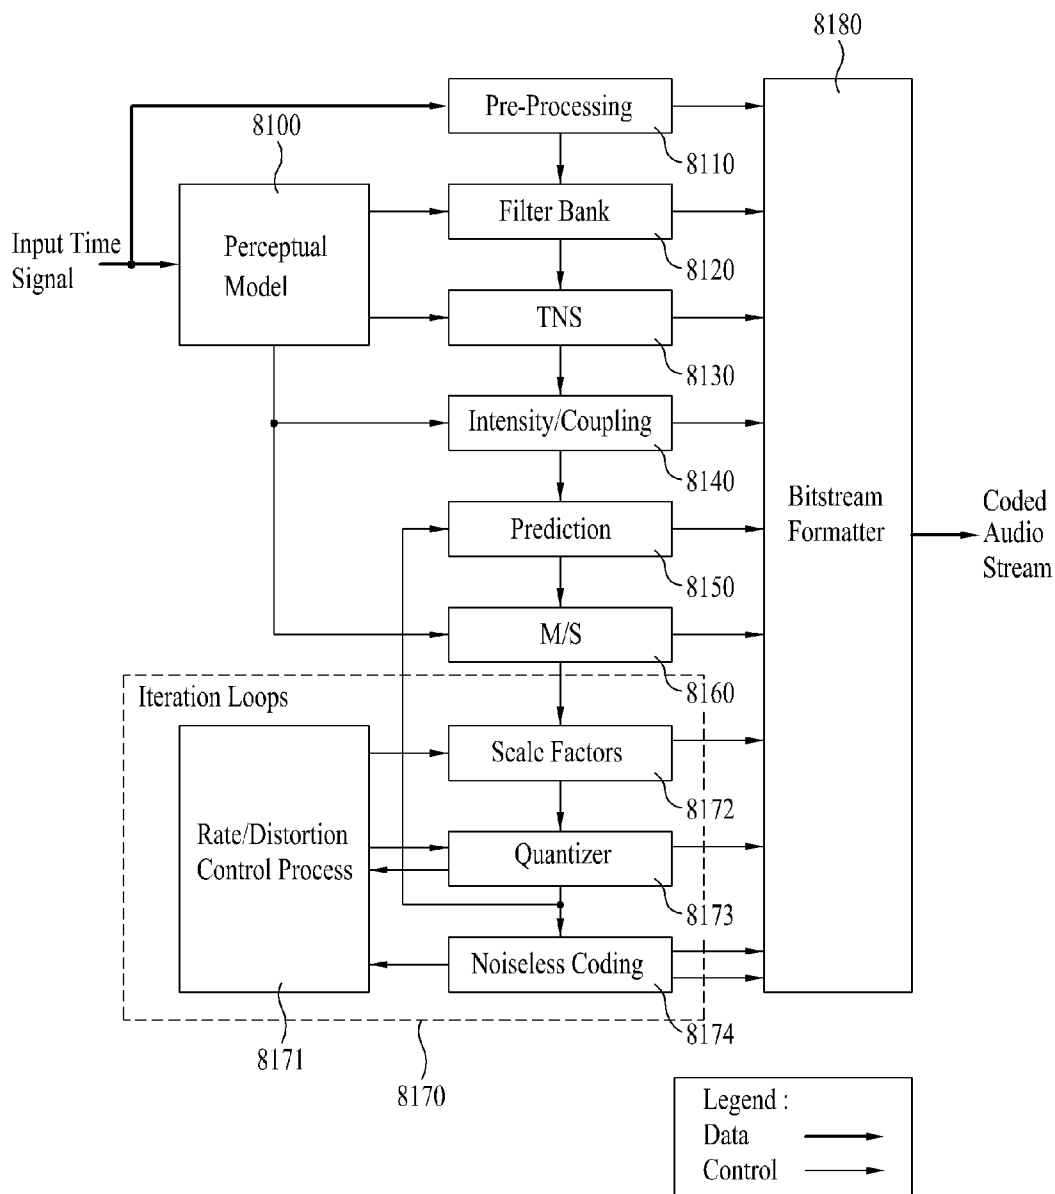 8180
Pre-Processing
8110
8100
Perceptual
Model
Input Time
Signal
Filter Bank
8120
TNS
8130
Intensity/Coupling
8140
Prediction
8150
M/S
8160
Bitstream
Formatter
Coded
Audio
Stream
Iteration Loops
Scale Factors
8172
Rate/Distortion
Control Process
Quantizer
8173
Noiseless Coding
8174
8171
8170
Legend :
Data
Control